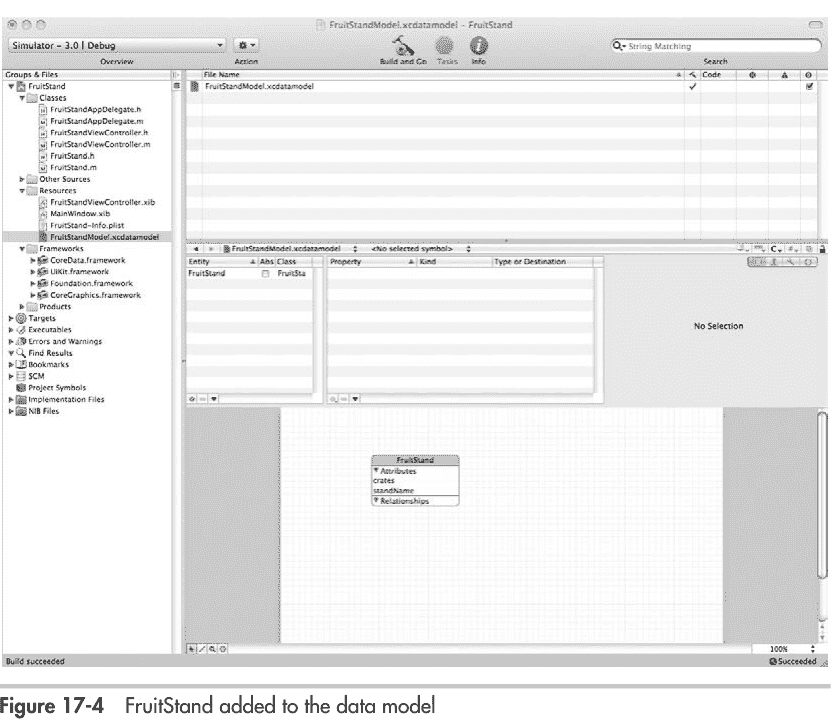 FruitStandModel.xcdatamodel - FruitStand
Simulator - 3.0 | Debug
String Matching
Overview
Action
Build and Go
Tasks
Info
Search
Groups & Files
File Name
Code
FruitStand
FruitStandModel.xcdatamodel
Classes
FruitStandAppDelegate.h
FruitStandAppDelegate.m
FruitStandViewController.h
FruitStandViewController.m
FruitStand.h
FruitStand.m
Other Sources
Resources
FruitStandViewController.xib
MainWindow.xib
FruitStand-Info.plist
FruitStandModel.xcdatamodel
Frameworks
CoreData.framework
UIKit.framework
Foundation.framework
CoreGraphics.framework
Products
Targets
Executables
Errors and Warnings
Find Results
Bookmarks
SCM
Project Symbols
Implementation Files
NIB Files
FruitStandModel.xcdatamodel
<No selected symbol>
Entity
Abs
Class
Property
Kind
Type or Destination
FruitStand
FruitSta
No Selection
FruitStand
Attributes
crates
standName
Relationships
100%
Build succeeded
Succeeded
Figure 17-4 FruitStand added to the data model